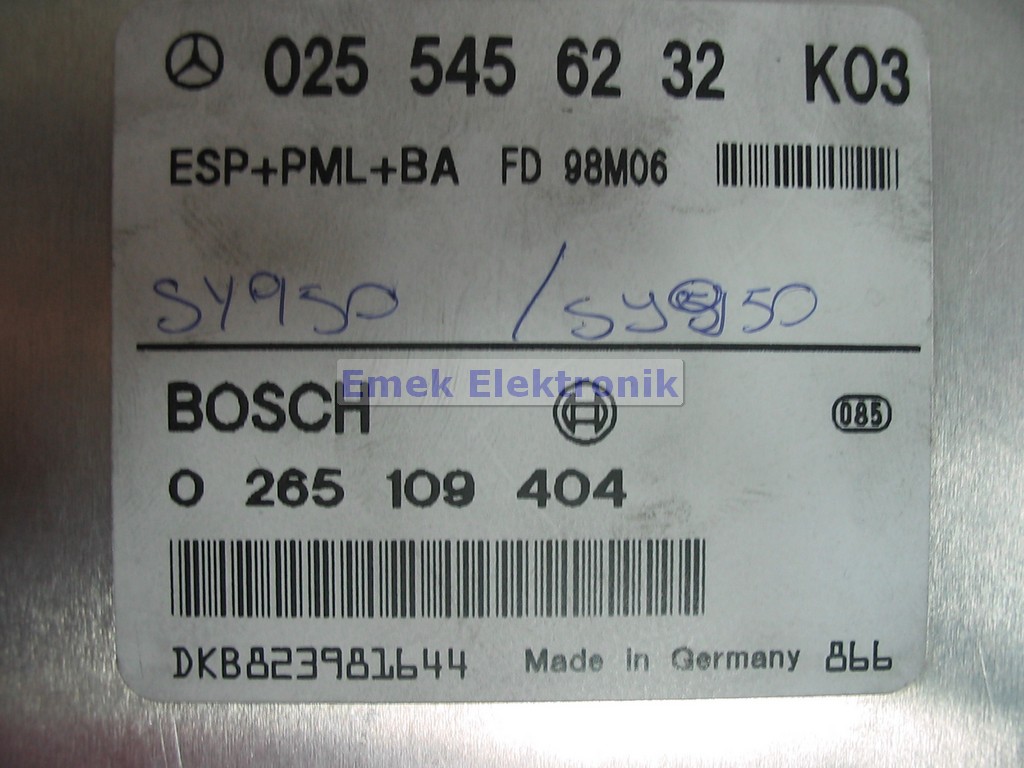 025 545 62 32 K03
ESP+PML+BA FD 98M06
SY950 / SY950
Emek Elektronik
BOSCH 085
0 265 109 404
DKB823981644 Made in Germany 866